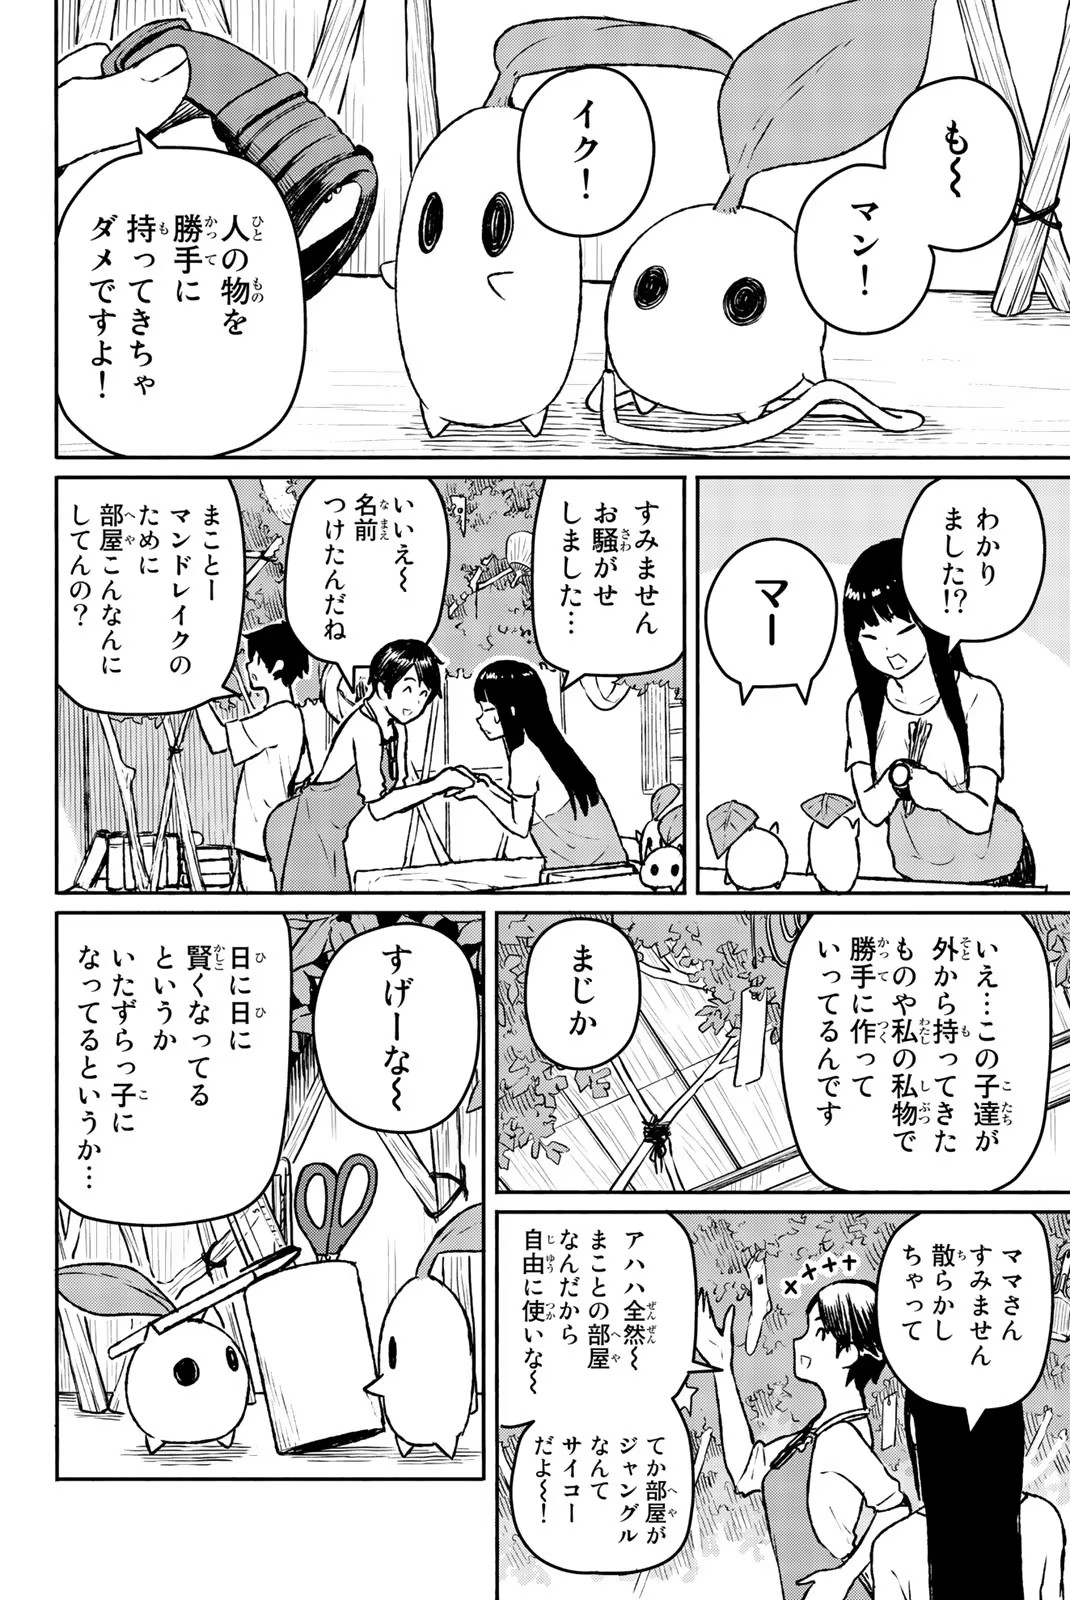 も～
マン！
イク！
人の物を
勝手に
持ってきちゃ
ダメですよ！
わかり
ました!?
マー
すみません
お騒がせ
しました…
いいえ～
名前
つけたんだね
まことー
マンドレイクの
ために
部屋こんなんに
してんの？
いえ…この子達が
外から持ってきた
ものや私の私物で
勝手に作って
いってるんです
まじか
ママさん
すみません
散らかし
ちゃって
アハハ全然～
まことの部屋
なんだから
自由に使いな～
てか部屋が
ジャングル
なんて
サイコー
だよ～！
すげーな～
日に日に
賢くなってる
というか
いたずらっ子に
なってるというか…